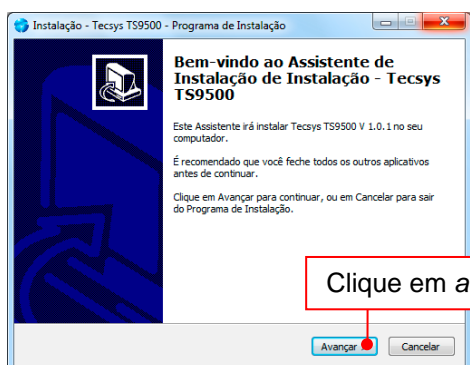 Instalação - Tecsys TS9500 - Programa de Instalação
Bem-vindo ao Assistente de
Instalação de Instalação - Tecsys
TS9500
Este Assistente irá instalar Tecsys TS9500 V 1.0.1 no seu
computador.
É recomendado que você feche todos os outros aplicativos
antes de continuar.
Clique em Avançar para continuar, ou em Cancelar para sair
do Programa de Instalação.
Clique em a
Avançar
Cancelar